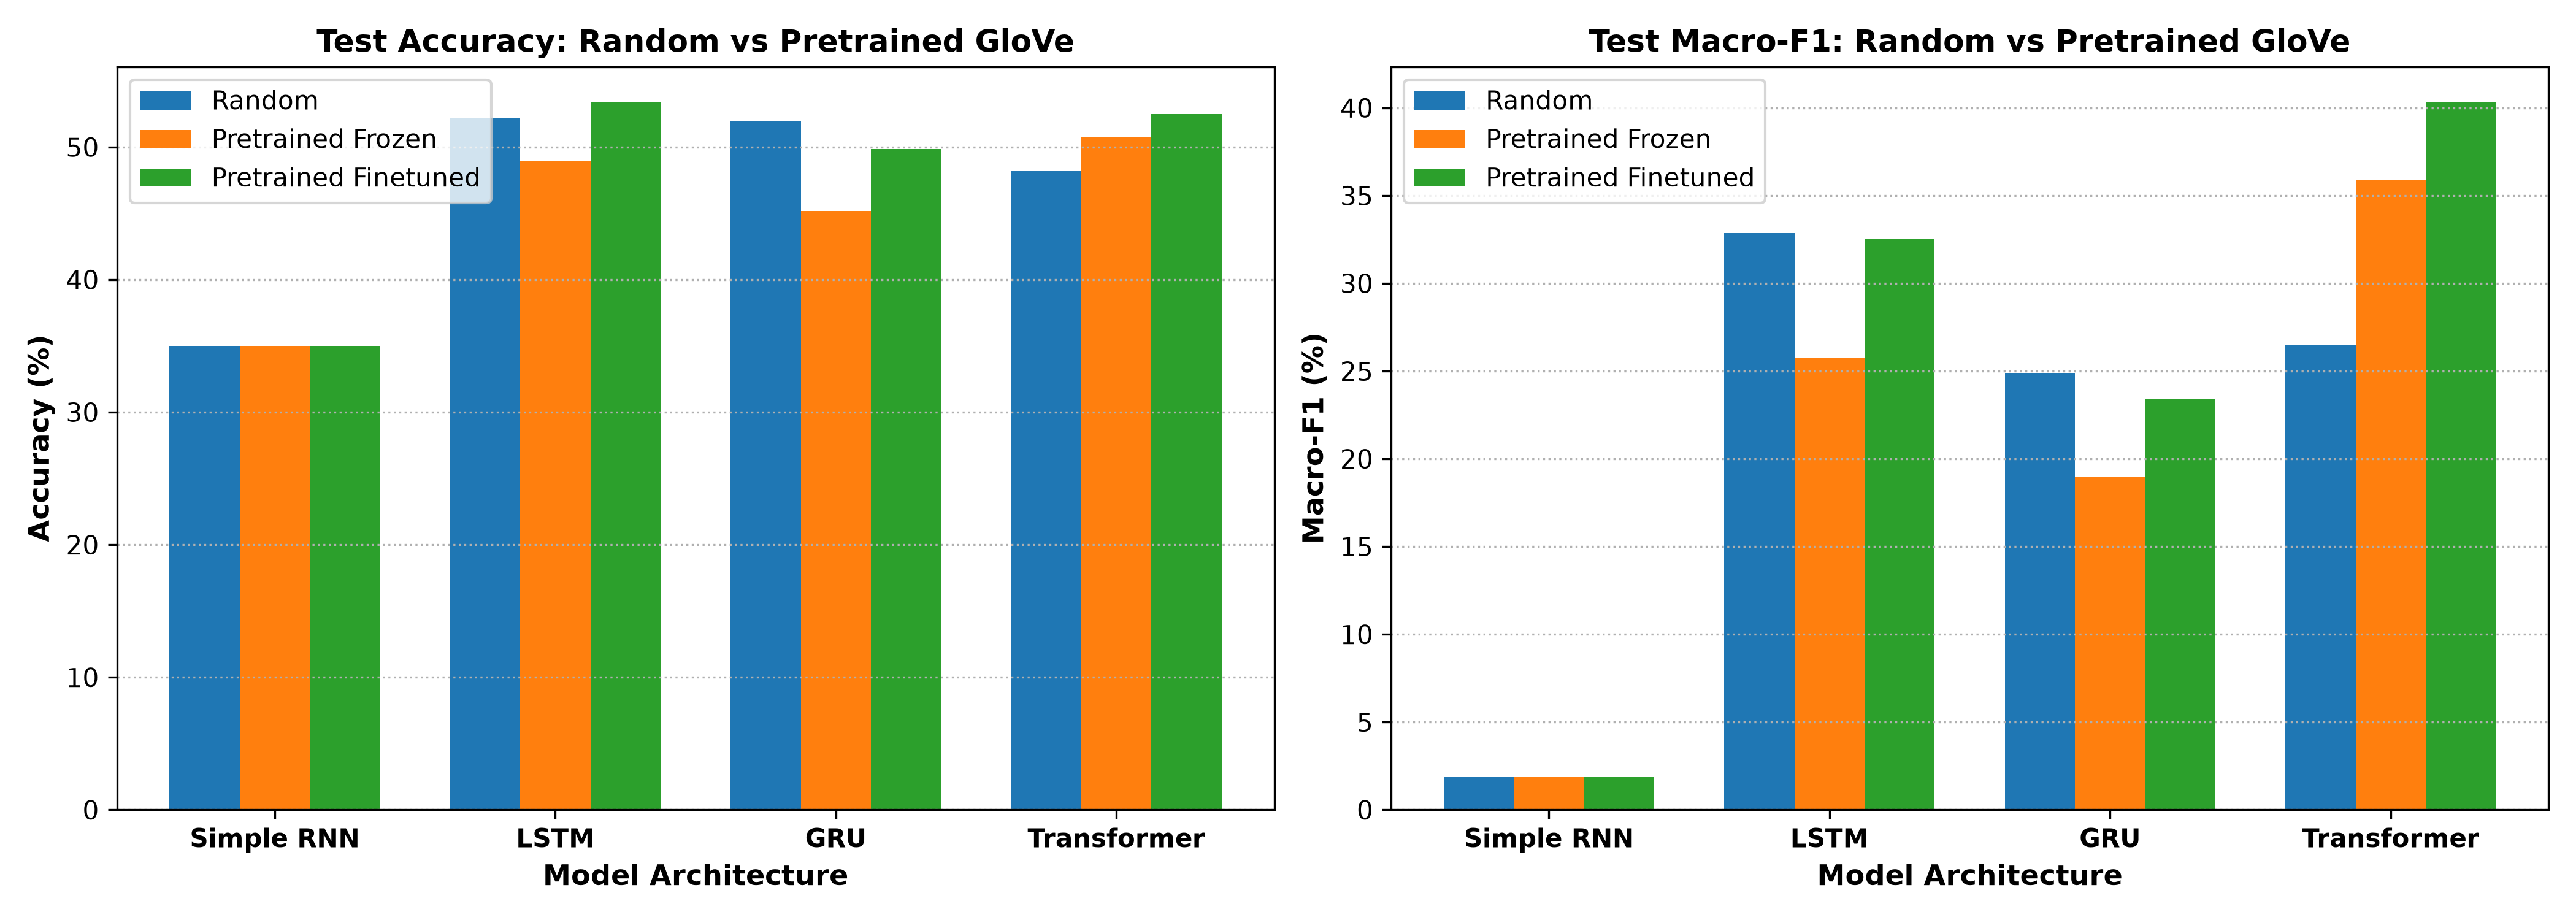 Test Accuracy: Random vs Pretrained GloVe
Random
Pretrained Frozen
Pretrained Finetuned
50
40
30
20
10
0
Accuracy (%)
Simple RNN LSTM GRU Transformer
Model Architecture
Test Macro-F1: Random vs Pretrained GloVe
Random
Pretrained Frozen
Pretrained Finetuned
40
35
30
25
20
15
10
5
0
Macro-F1 (%)
Simple RNN LSTM GRU Transformer
Model Architecture